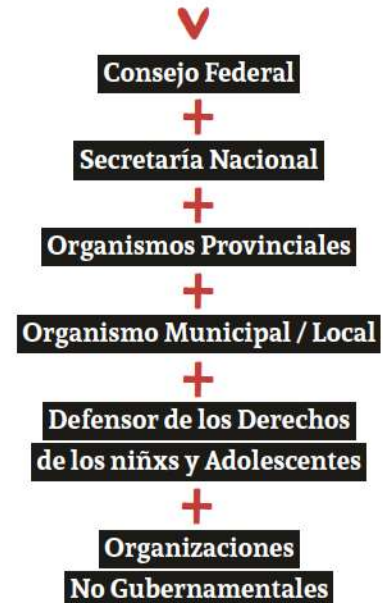 Consejo Federal
+
Secretaría Nacional
+
Organismos Provinciales
+
Organismo Municipal / Local
+
Defensor de los Derechos
de los niñxs y Adolescentes
+
Organizaciones
No Gubernamentales